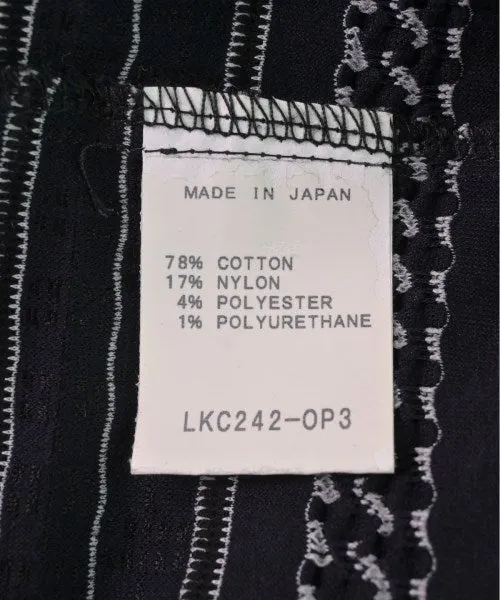 MADE IN JAPAN
78% COTTON
17% NYLON
4% POLYESTER
1% POLYURETHANE
LKC242-OP3